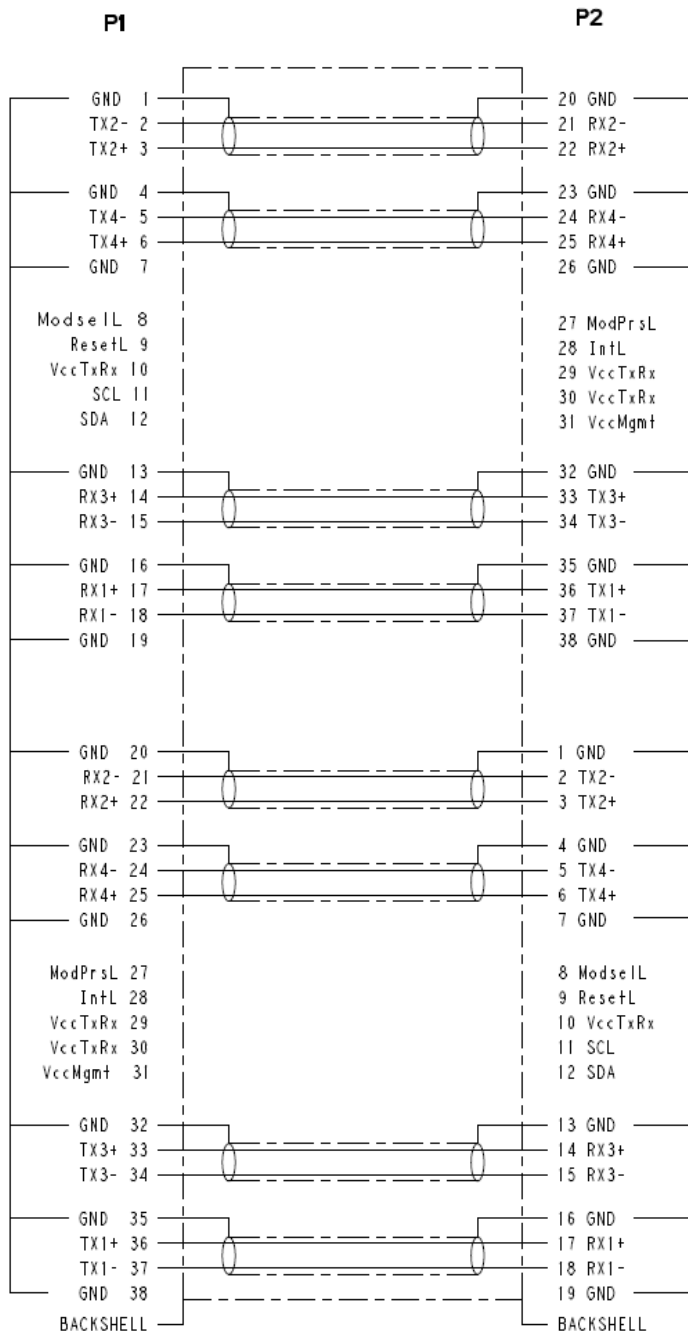 P1 P2
GND 1 20 GND
TX2- 2 21 RX2-
TX2+ 3 22 RX2+
GND 4 23 GND
TX4- 5 24 RX4-
TX4+ 6 25 RX4+
GND 7 26 GND
ModselL 8 27 ModPrsL
ResetL 9 28 IntL
VccTxRx 10 29 VccTxRx
SCL 11 30 VccTxRx
SDA 12 31 VccMgmt
GND 13 32 GND
RX3+ 14 33 TX3+
RX3- 15 34 TX3-
GND 16 35 GND
RX1+ 17 36 TX1+
RX1- 18 37 TX1-
GND 19 38 GND
GND 20 1 GND
RX2- 21 2 TX2-
RX2+ 22 3 TX2+
GND 23 4 GND
RX4- 24 5 TX4-
RX4+ 25 6 TX4+
GND 26 7 GND
ModPrsL 27 8 ModselL
IntL 28 9 ResetL
VccTxRx 29 10 VccTxRx
VccTxRx 30 11 SCL
VccMgmt 31 12 SDA
GND 32 13 GND
TX3+ 33 14 RX3+
TX3- 34 15 RX3-
GND 35 16 GND
TX1+ 36 17 RX1+
TX1- 37 18 RX1-
GND 38 19 GND
BACKSHELL BACKSHELL